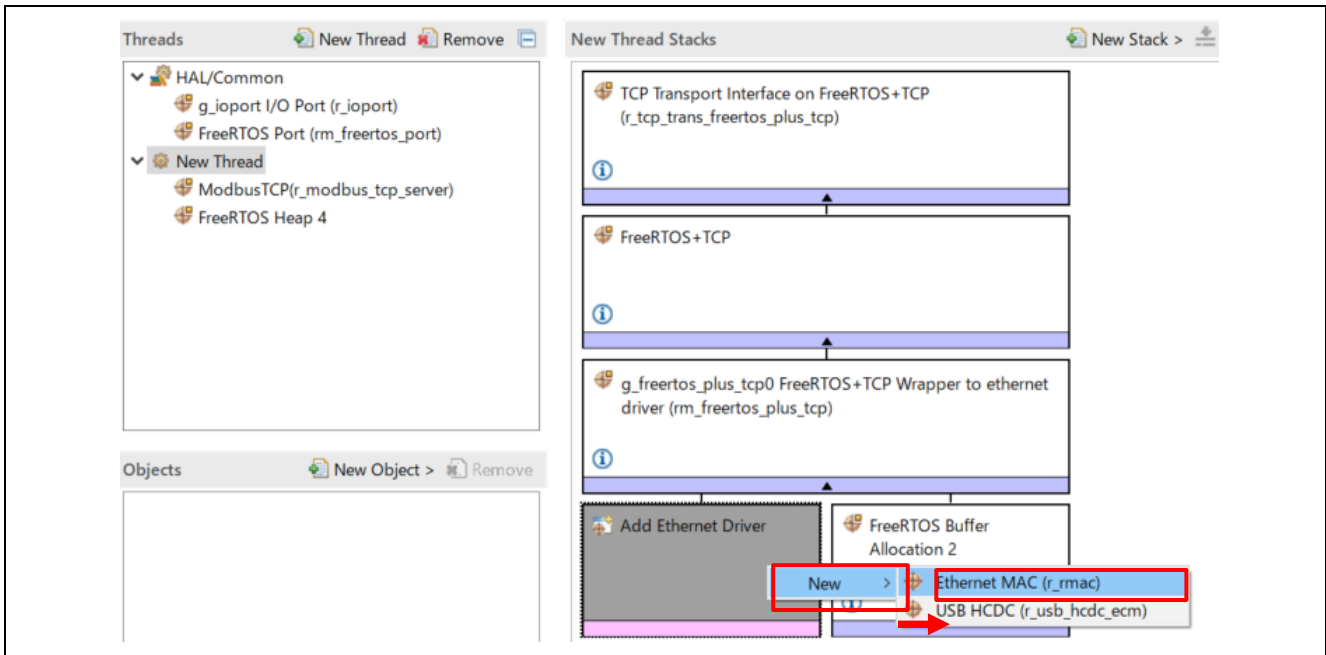 Threads
New Thread
Remove
HAL/Common
g_ioport I/O Port (r_ioport)
FreeRTOS Port (rm_freertos_port)
New Thread
ModbusTCP(r_modbus_tcp_server)
FreeRTOS Heap 4
Objects
New Object >
Remove
New Thread Stacks
New Stack >
TCP Transport Interface on FreeRTOS+TCP
(r_tcp_trans_freertos_plus_tcp)
FreeRTOS+TCP
g_freertos_plus_tcp0 FreeRTOS+TCP Wrapper to ethernet
driver (rm_freertos_plus_tcp)
Add Ethernet Driver
FreeRTOS Buffer
Allocation 2
New >
Ethernet MAC (r_rmac)
USB HCDC (r_usb_hcdc_ecm)